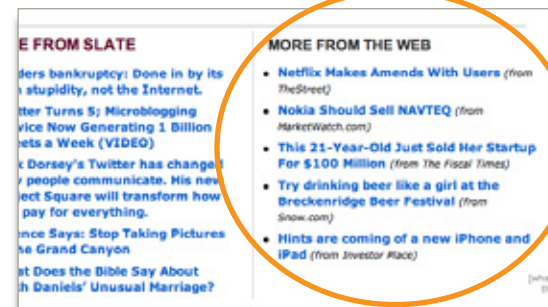 E FROM SLATE
ders bankruptcy: Done in by its
stupidity, not the Internet.
tter Turns 5; Microblogging
vice Now Generating 1 Billion
ets a Week (VIDEO)
k Dorsey's Twitter has changed
people communicate. His new
ect Square will transform how
pay for everything.
ence Says: Stop Taking Pictures
he Grand Canyon
at Does the Bible Say About
ch Daniels' Unusual Marriage?
MORE FROM THE WEB
• Netflix Makes Amends With Users (from
TheStreet)
• Nokia Should Sell NAVTEQ (from
MarketWatch.com)
• This 21-Year-Old Just Sold Her Startup
For $100 Million (from The Fiscal Times)
• Try drinking beer like a girl at the
Breckenridge Beer Festival (from
Snow.com)
• Hints are coming of a new iPhone and
iPad (from Investor Place)